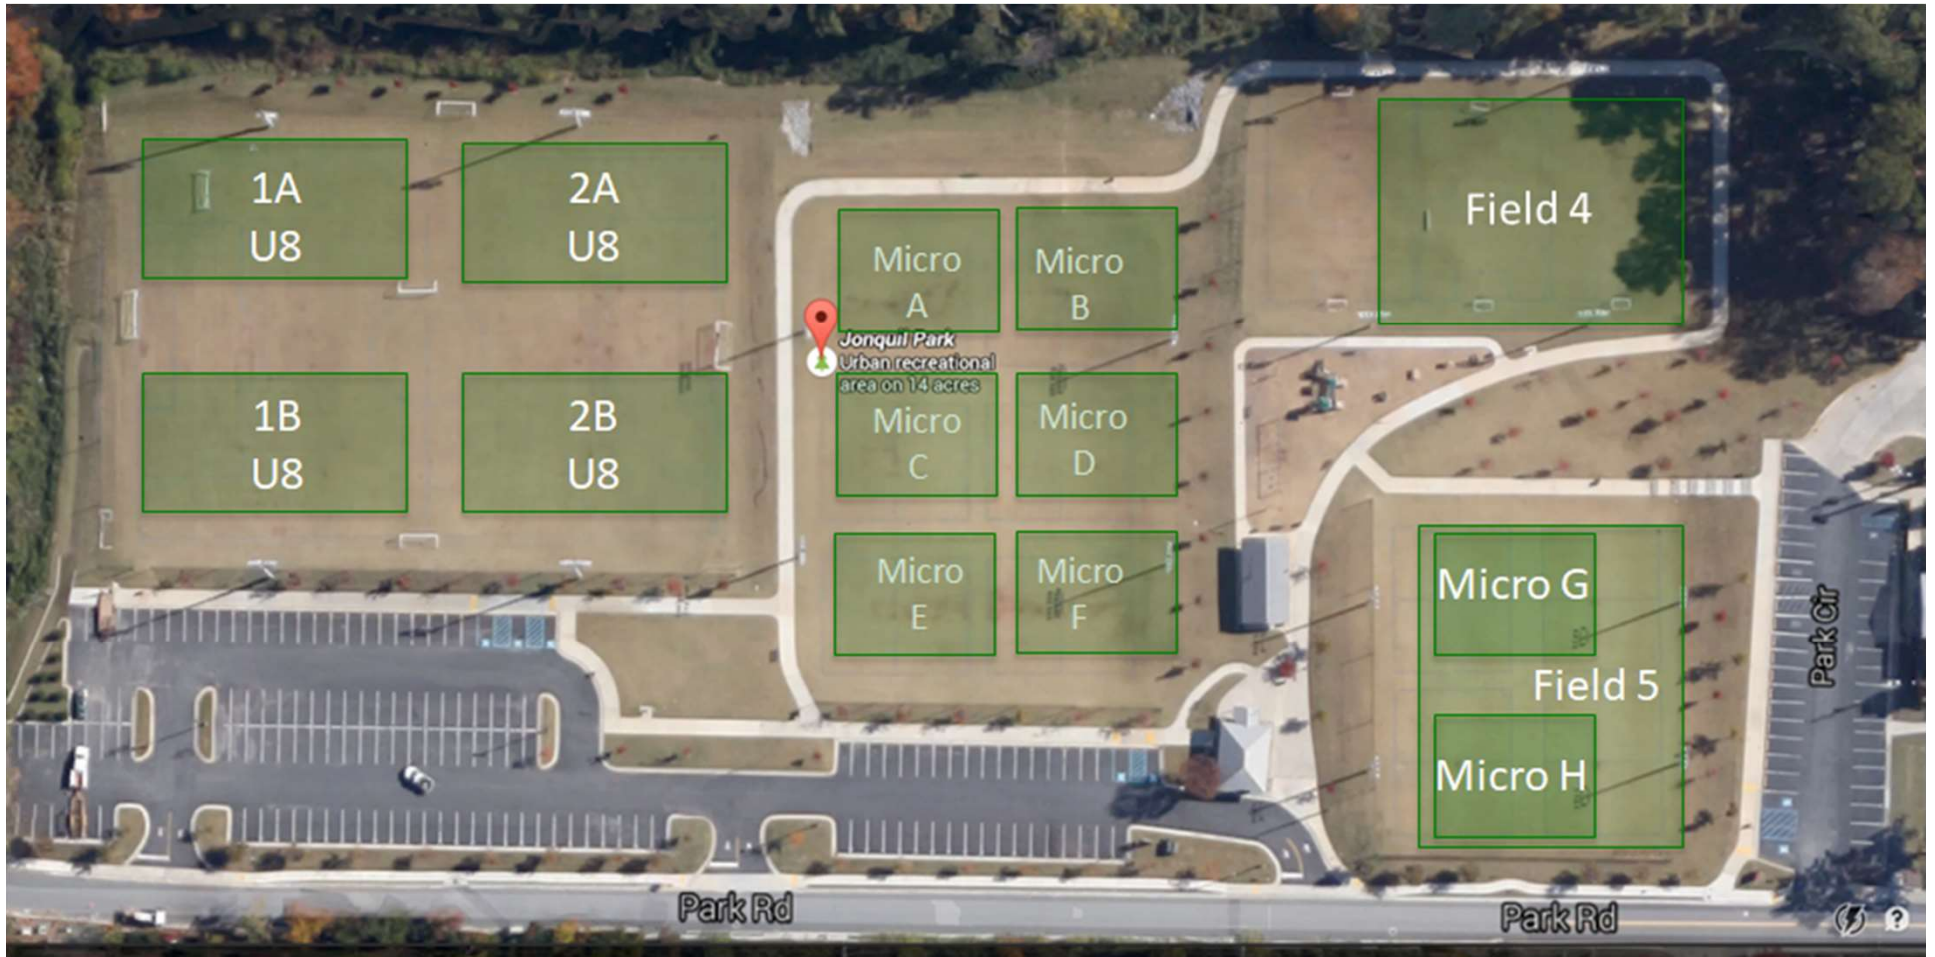 1A
U8
2A
U8
Micro
A
Micro
B
Field 4
Jonquil Park
Urban recreational
area on 14 acres
1B
U8
2B
U8
Micro
C
Micro
D
Micro
E
Micro
F
Micro G
Field 5
Micro H
Park Cir
Park Rd
Park Rd
?